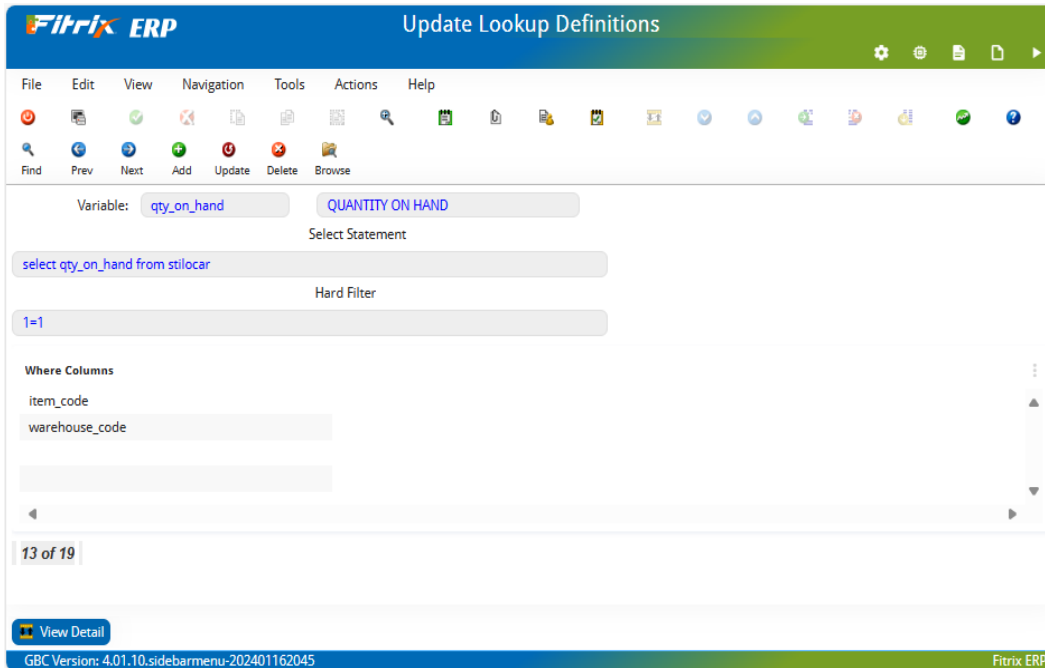 Fitrix ERP
Update Lookup Definitions
File Edit View Navigation Tools Actions Help
Find Prev Next Add Update Delete Browse
Variable: qty_on_hand QUANTITY ON HAND
Select Statement
select qty_on_hand from stilocar
Hard Filter
1=1
Where Columns
item_code
warehouse_code
13 of 19
View Detail
GBC Version: 4.01.10.sidebarmenu-202401162045 Fitrix ERP